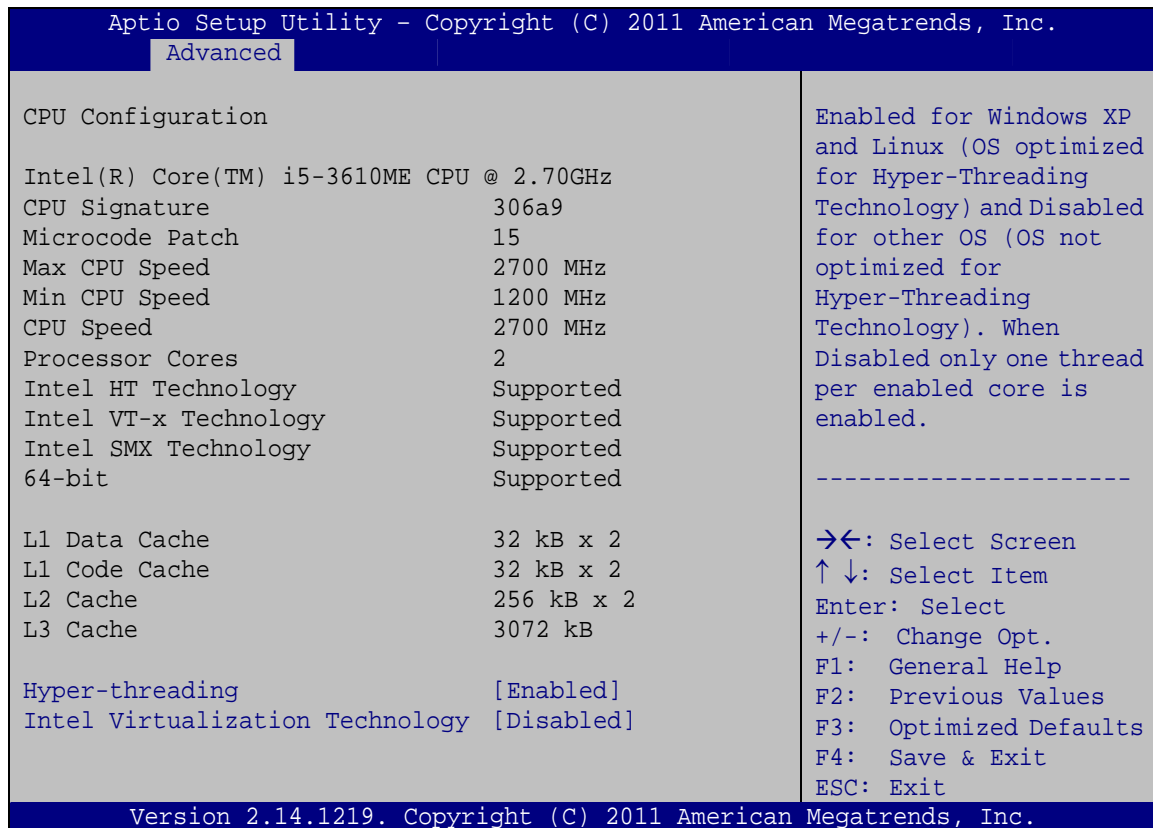 Aptio Setup Utility – Copyright (C) 2011 American Megatrends, Inc.
Advanced
CPU Configuration
Intel(R) Core(TM) i5-3610ME CPU @ 2.70GHz
CPU Signature 306a9
Microcode Patch 15
Max CPU Speed 2700 MHz
Min CPU Speed 1200 MHz
CPU Speed 2700 MHz
Processor Cores 2
Intel HT Technology Supported
Intel VT-x Technology Supported
Intel SMX Technology Supported
64-bit Supported
L1 Data Cache 32 kB x 2
L1 Code Cache 32 kB x 2
L2 Cache 256 kB x 2
L3 Cache 3072 kB
Hyper-threading [Enabled]
Intel Virtualization Technology [Disabled]
Enabled for Windows XP
and Linux (OS optimized
for Hyper-Threading
Technology) and Disabled
for other OS (OS not
optimized for
Hyper-Threading
Technology). When
Disabled only one thread
per enabled core is
enabled.
----------------------
→←: Select Screen
↑ ↓: Select Item
Enter: Select
+/-: Change Opt.
F1: General Help
F2: Previous Values
F3: Optimized Defaults
F4: Save & Exit
ESC: Exit
Version 2.14.1219. Copyright (C) 2011 American Megatrends, Inc.